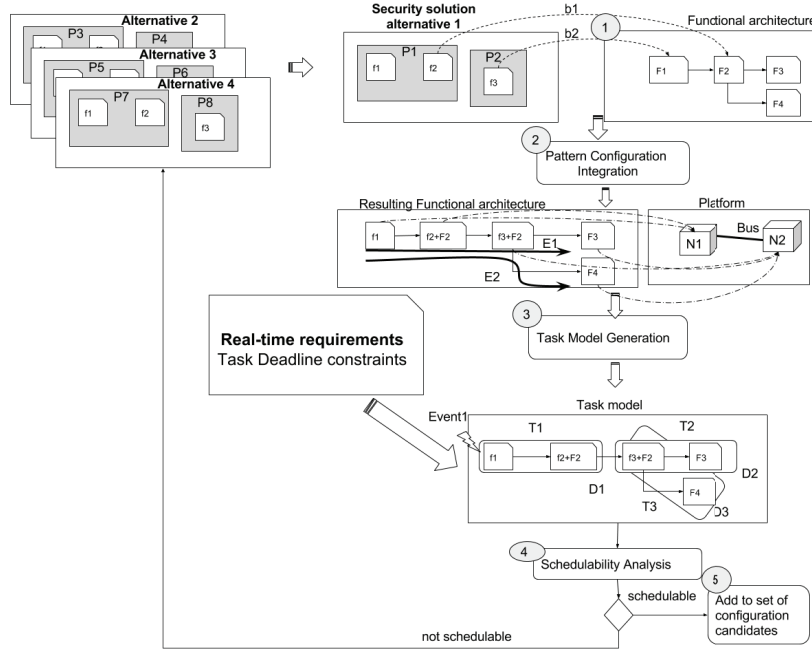 Alternative 2
P3
P4
Alternative 3
P5
P6
Alternative 4
P7
P8
f1
f2
f3
Security solution
alternative 1
P1
P2
f1
f2
f3
b1
b2
1
Functional architecture
F1
F2
F3
F4
2
Pattern Configuration
Integration
Resulting Functional architecture
f1
f2+F2
f3+F2
F3
F4
E1
E2
Platform
N1
Bus
N2
3
Task Model Generation
Real-time requirements
Task Deadline constraints
Task model
Event1
T1
T2
f1
f2+F2
f3+F2
F3
D1
D2
F4
T3
D3
4
Schedulability Analysis
5
schedulable
Add to set of
configuration
candidates
not schedulable